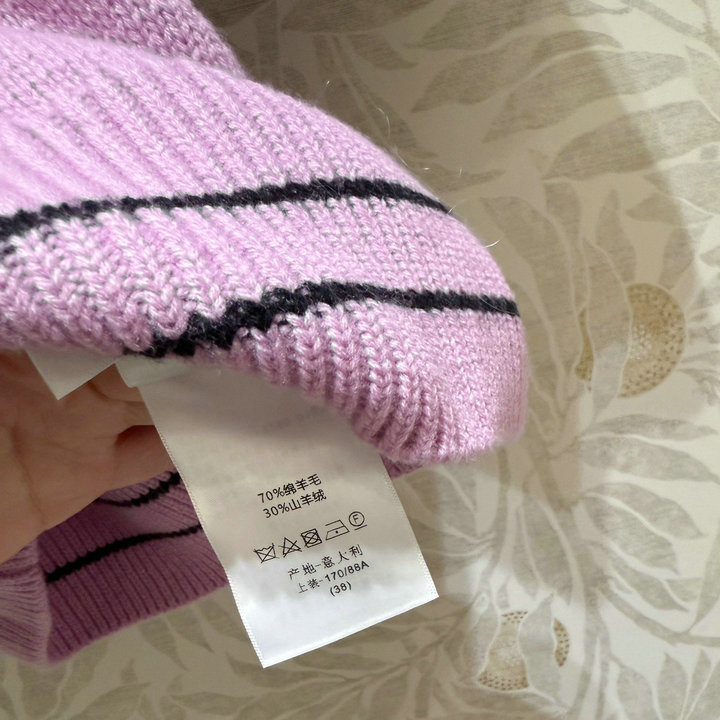 70%绵羊毛
30%山羊绒
F
产地-意大利
上装-170/88A
(38)